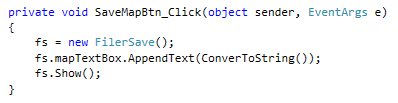 private void SaveMapBtn_Click(object sender, EventArgs e)
{
    fs = new FilerSave();
    fs.mapTextBox.AppendText(ConverToString());
    fs.Show();
}